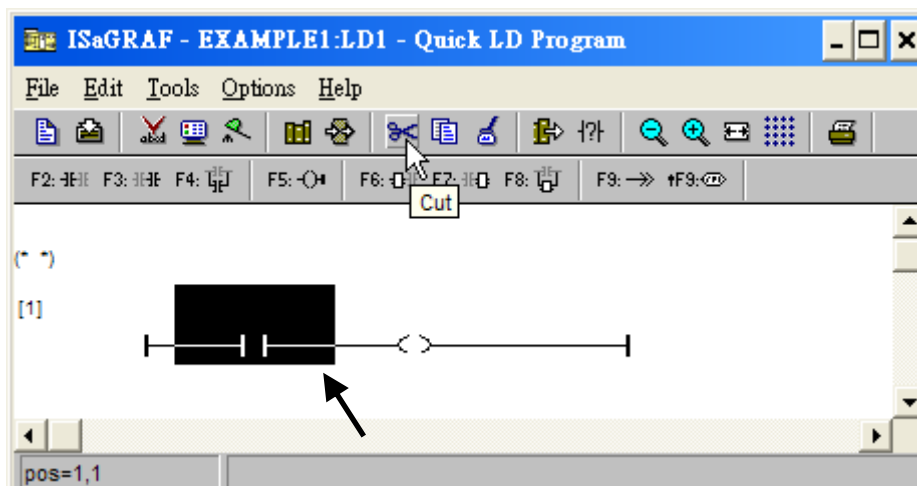 ISaGRAF - EXAMPLE1:LD1 - Quick LD Program
File Edit Tools Options Help
F2: F3: F4: F5: F6: F7: F8: F9: F9:
Cut
(* *)
[1]
pos=1,1